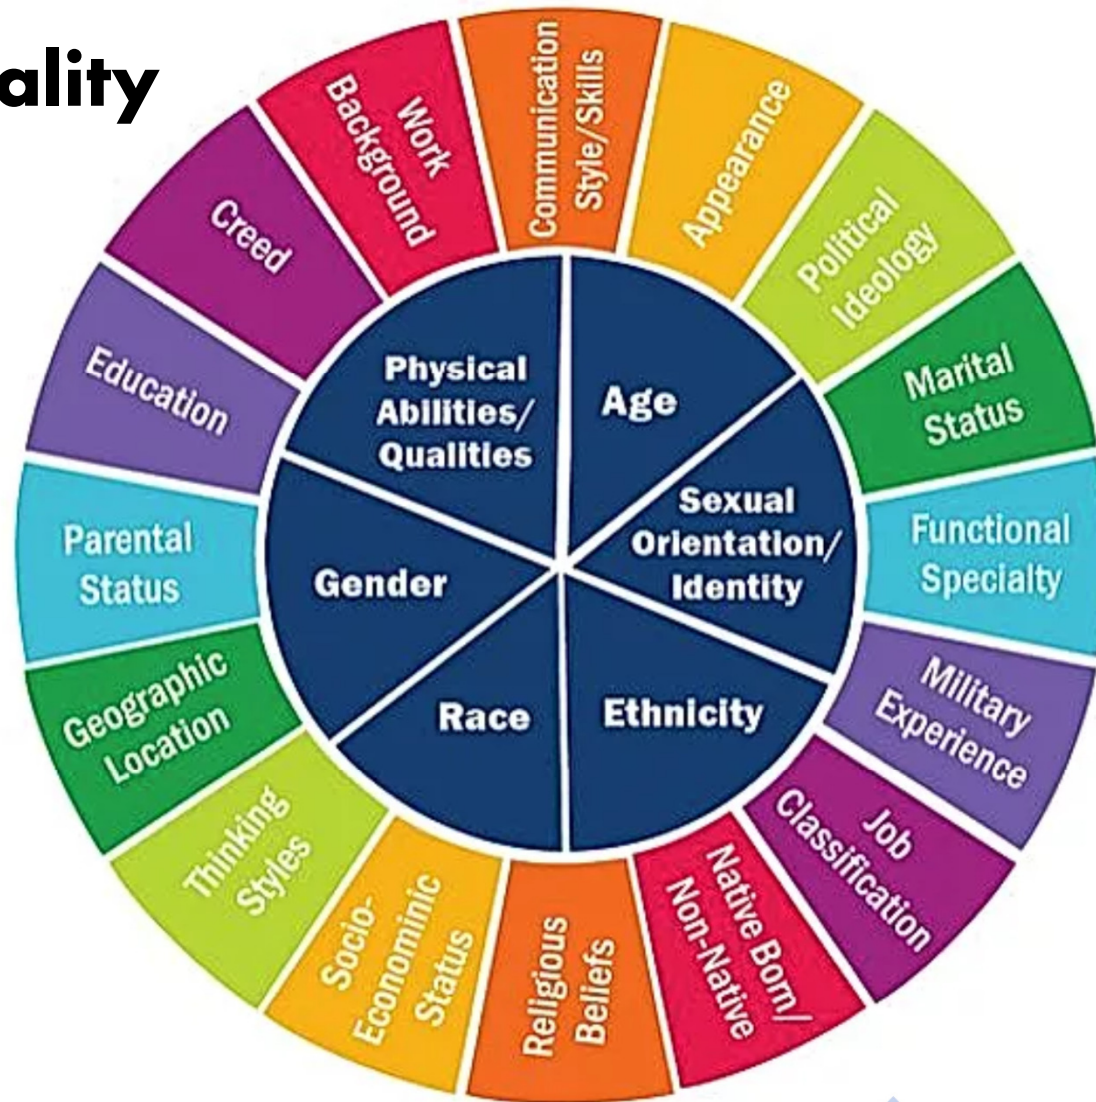 ality
Communication
Style/Skills
Appearance
Political
Ideology
Marital
Status
Functional
Specialty
Military
Experience
Job
Classification
Native Born/
Non-Native
Religious
Beliefs
Socio-
Econominic
Status
Thinking
Styles
Geographic
Location
Parental
Status
Education
Creed
Work
Background
Physical
Abilities/
Qualities
Age
Sexual
Orientation/
Identity
Gender
Race
Ethnicity